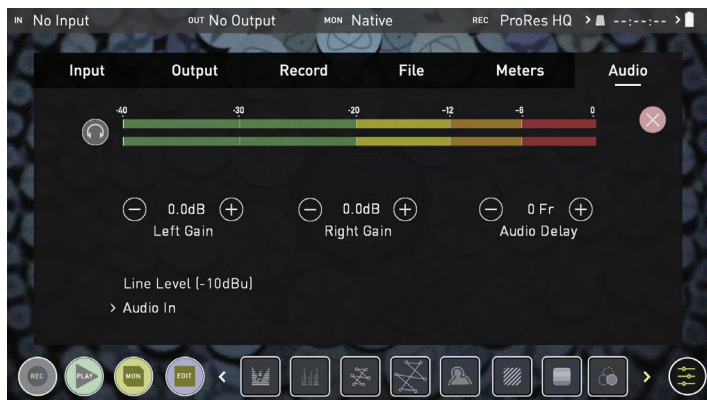 IN No Input OUT No Output MON Native REC ProRes HQ > --:--:-- >
Input Output Record File Meters Audio
-40 -30 -20 -12 -6 0
0.0dB 0.0dB 0 Fr
Left Gain Right Gain Audio Delay
Line Level (-10dBu)
> Audio In
REC PLAY MON EDIT < >